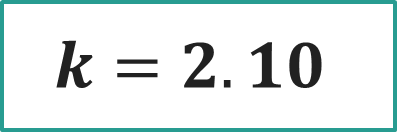 k = 2. 10